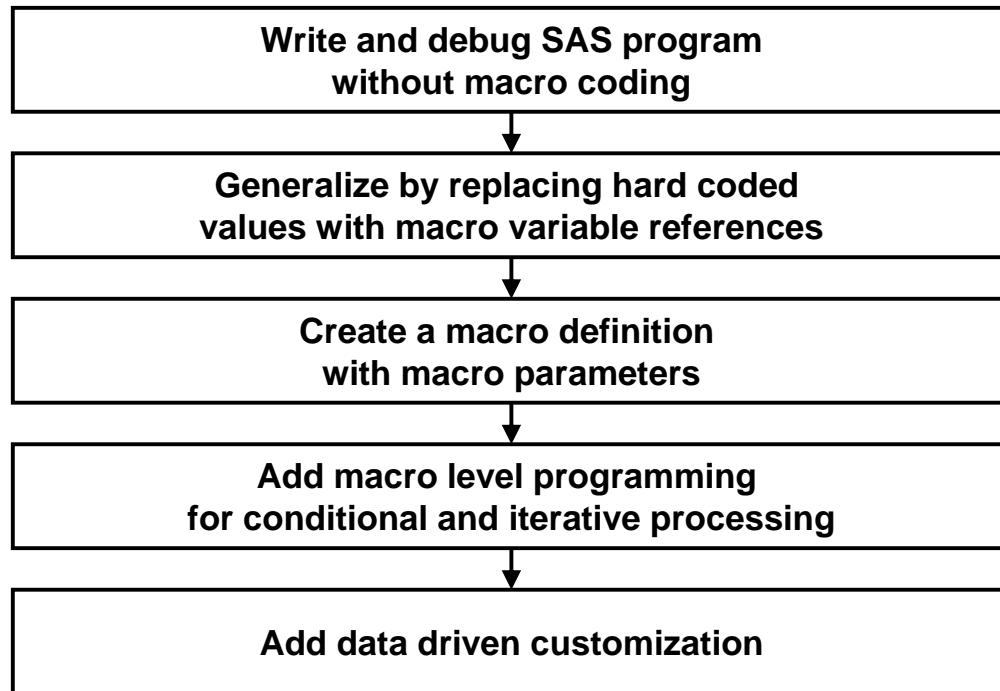 Write and debug SAS program
without macro coding
Generalize by replacing hard coded
values with macro variable references
Create a macro definition
with macro parameters
Add macro level programming
for conditional and iterative processing
Add data driven customization